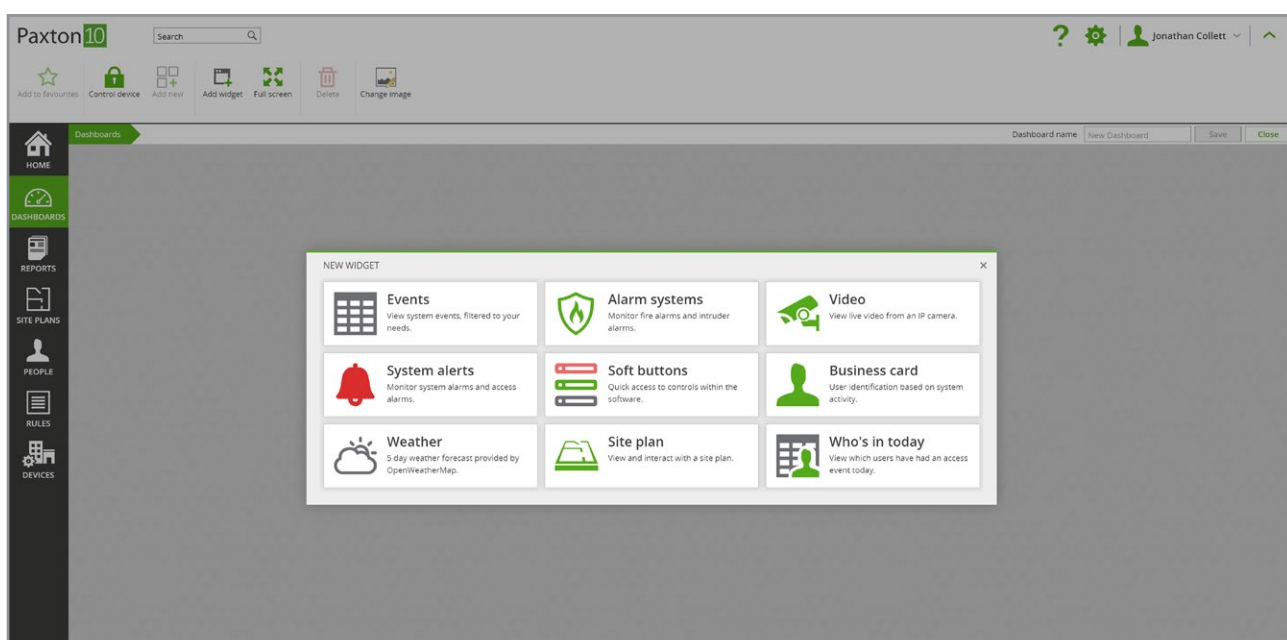 Paxton10
Search
Jonathan Collett
Add to favourites
Control device
Add new
Add widget
Full screen
Delete
Change image
Dashboards
Dashboard name
New Dashboard
Save
Close
HOME
DASHBOARDS
REPORTS
SITE PLANS
PEOPLE
RULES
DEVICES
NEW WIDGET
Events
View system events, filtered to your
needs.
Alarm systems
Monitor fire alarms and intruder
alarms.
Video
View live video from an IP camera.
System alerts
Monitor system alarms and access
alarms.
Soft buttons
Quick access to controls within the
software.
Business card
User identification based on system
activity.
Weather
5 day weather forecast provided by
OpenWeatherMap.
Site plan
View and interact with a site plan.
Who's in today
View which users have had an access
event today.